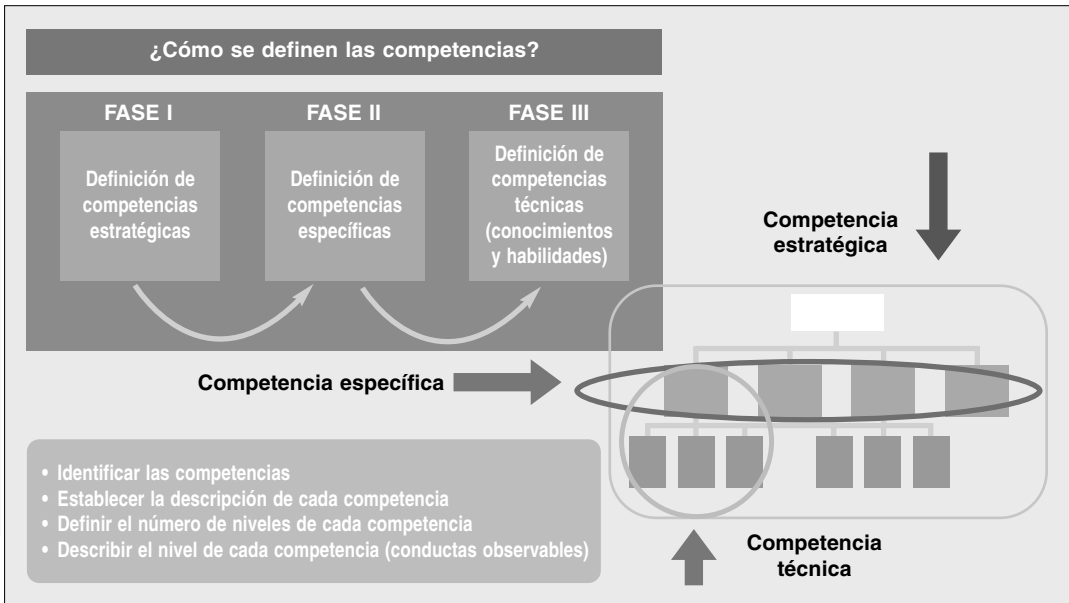 ¿Cómo se definen las competencias?
FASE I
Definición de
competencias
estratégicas
FASE II
Definición de
competencias
específicas
FASE III
Definición de
competencias
técnicas
(conocimientos
y habilidades)
Competencia
estratégica
Competencia específica
• Identificar las competencias
• Establecer la descripción de cada competencia
• Definir el número de niveles de cada competencia
• Describir el nivel de cada competencia (conductas observables)
Competencia
técnica